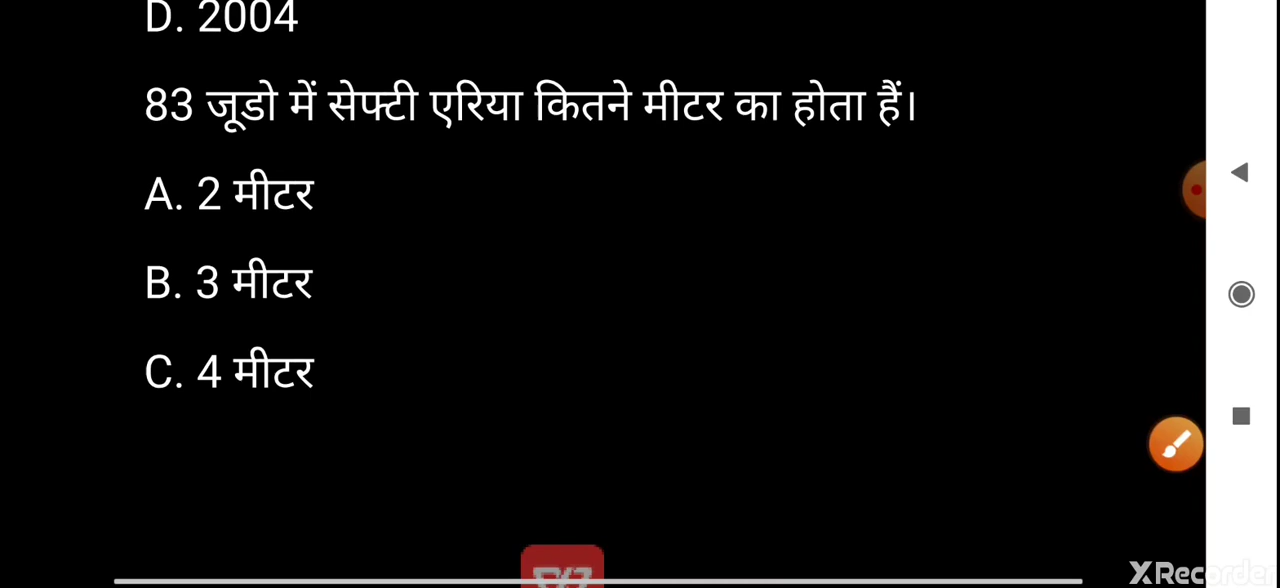 D. 2004
83 जूडो में सेफ्टी एरिया कितने मीटर का होता हैं।
A. 2 मीटर
B. 3 मीटर
C. 4 मीटर
XRecorder